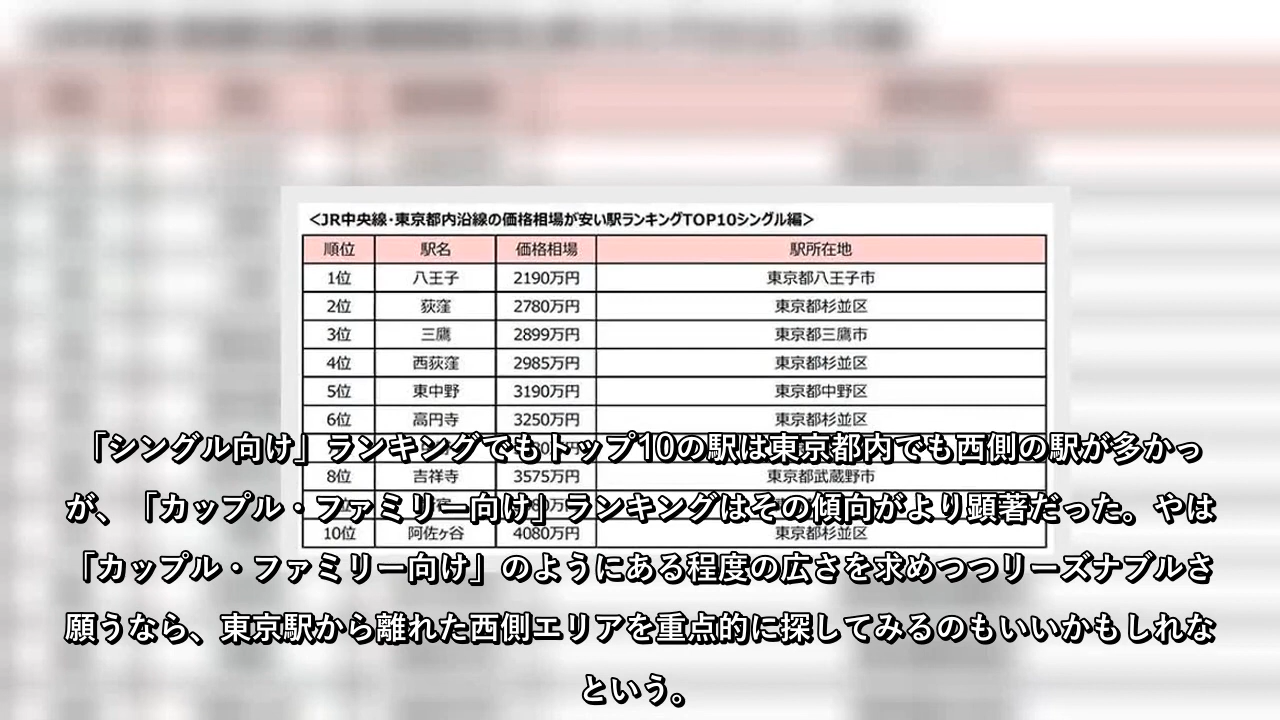 <JR中央線・東京都内沿線の価格相場が安い駅ランキングTOP10シングル編>
順位 駅名 価格相場 駅所在地
1位 八王子 2190万円 東京都八王子市
2位 荻窪 2780万円 東京都杉並区
3位 三鷹 2899万円 東京都三鷹市
4位 西荻窪 2985万円 東京都杉並区
5位 東中野 3190万円 東京都中野区
6位 高円寺 3250万円 東京都杉並区
8位 吉祥寺 3575万円 東京都武蔵野市
10位 阿佐ヶ谷 4080万円 東京都杉並区
「シングル向け」ランキングでもトップ10の駅は東京都内でも西側の駅が多かっ
が、「カップル・ファミリー向け」ランキングはその傾向がより顕著だった。やは
「カップル・ファミリー向け」のようにある程度の広さを求めつつリーズナブルさ
願うなら、東京駅から離れた西側エリアを重点的に探してみるのもいいかもしれな
という。